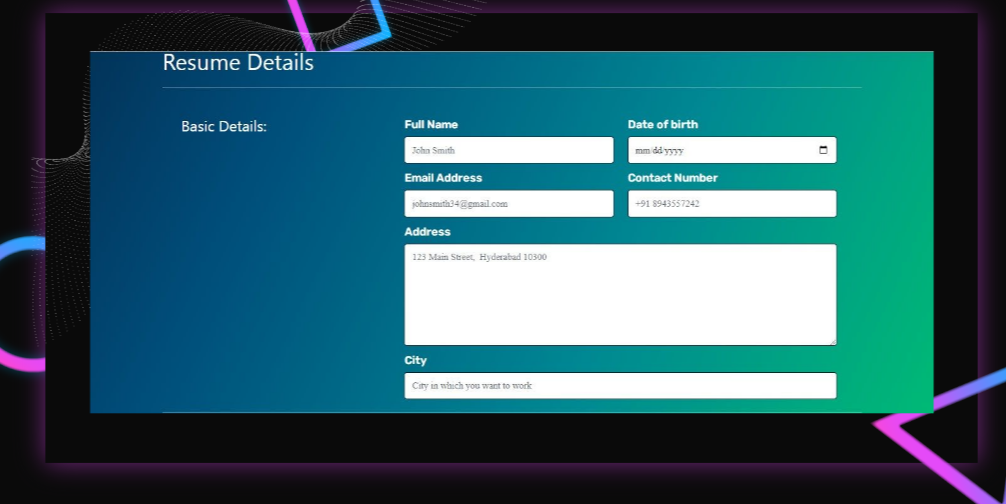 Resume Details
Basic Details:
Full Name
Date of birth
John Smith
mm/dd/yyyy
Email Address
Contact Number
johnsmith34@gmail.com
+91 8943557242
Address
123 Main Street, Hyderabad 10300
City
City in which you want to work